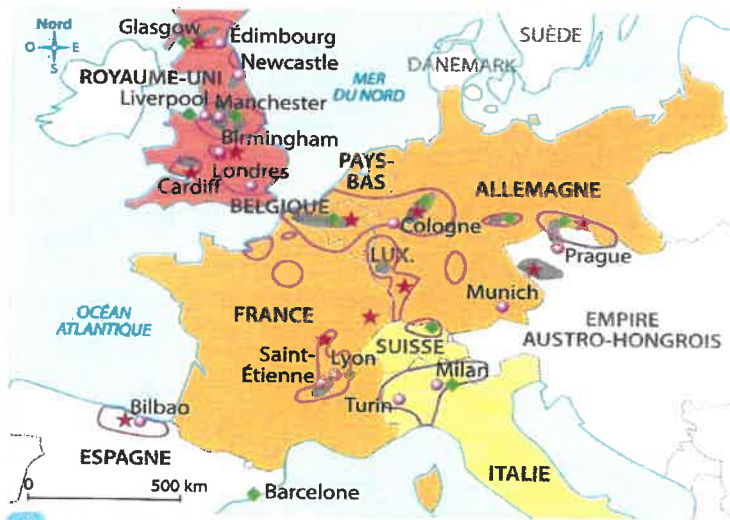 Nord
O E
S
Glasgow
Édimbourg
Newcastle
SUÈDE
DANEMARK
ROYAUME-UNI
MER
DU NORD
Liverpool
Manchester
Birmingham
PAYS-
BAS
Londres
Cardiff
ALLEMAGNE
BELGIQUE
Cologne
LUX.
Prague
Munich
OCÉAN
ATLANTIQUE
FRANCE
EMPIRE
AUSTRO-HONGROIS
SUISSE
Saint-
Étienne
Lyon
Milan
Turin
Bilbao
ESPAGNE
ITALIE
0 500 km
Barcelone